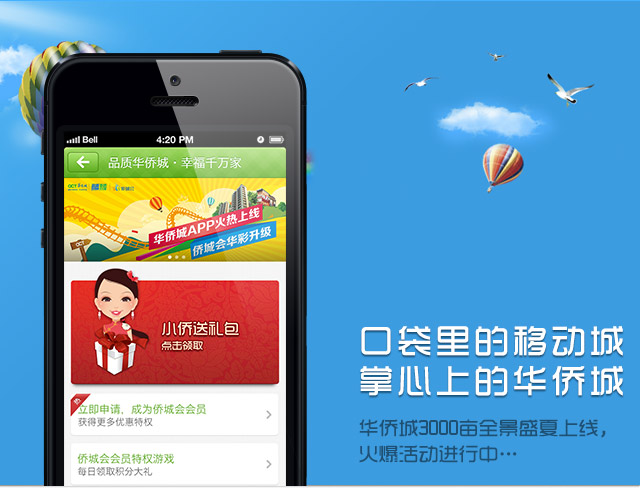 Bell
4:20 PM
品质华侨城·幸福千万家
OCT
华侨城APP火热上线
侨城会华彩升级
小侨送礼包
点击领取
立即申请，成为侨城会会员
获得更多优惠特权
侨城会会员特权游戏
每日领取积分大礼
口袋里的移动城
掌心上的华侨城
华侨城3000亩全景盛夏上线，
火爆活动进行中…